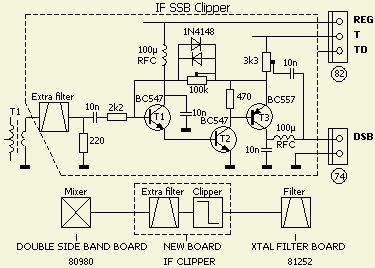 IF SSB Clipper
REG
1N4148
T
100µ
RFC
TD
3k3
10n
Extra filter
100k
82
BC547
470
BC557
T1
10n
2k2
10n
T1
BC547
T3
100µ
DSB
220
T2
RFC
10n
74
Mixer
Extra filter
Clipper
Filter
DOUBLE SIDE BAND BOARD
NEW BOARD
XTAL FILTER BOARD
80980
IF CLIPPER
81252